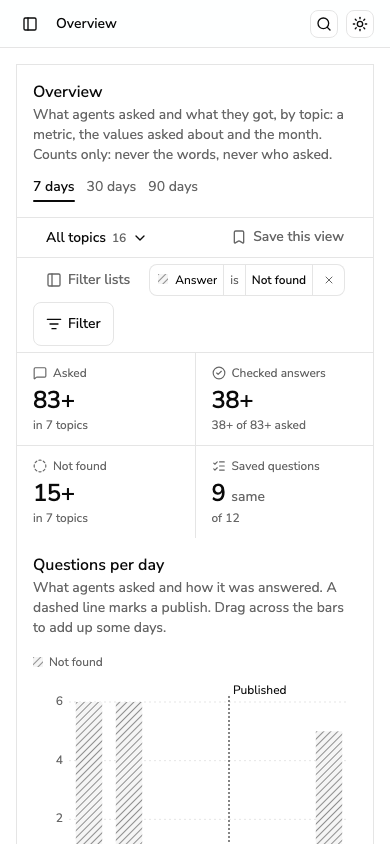 Overview
Overview
What agents asked and what they got, by topic: a
metric, the values asked about and the month.
Counts only: never the words, never who asked.
7 days 30 days 90 days
All topics 16
Save this view
Filter lists
Answer is Not found
Filter
Asked
83+
in 7 topics
Checked answers
38+
38+ of 83+ asked
Not found
15+
in 7 topics
Saved questions
9 same
of 12
Questions per day
What agents asked and how it was answered. A
dashed line marks a publish. Drag across the bars
to add up some days.
Not found
Published
6
4
2